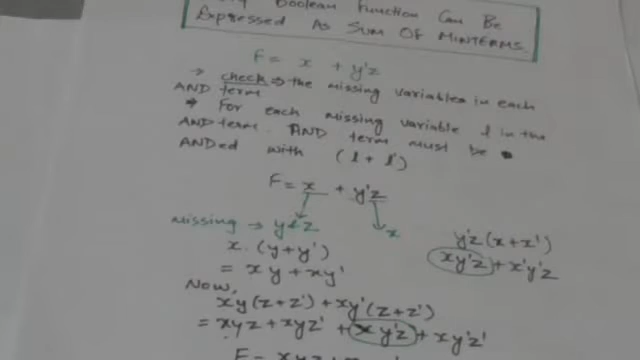 Boolean Function Can Be
Expressed As Sum OF MINTERMS.
F = x + y'z
→ check ⇒ the missing variables in each
AND term
→ For each missing variable l in the
AND term. AND term must be
ANDed with (l + l')
F = x + y'z
missing → y & z
x
x. (y+y')
= xy + xy'
y'z (x+x')
xy'z + x'y'z
Now,
xy(z+z') + xy'(z+z')
= xyz + xyz' + xy'z + xy'z'